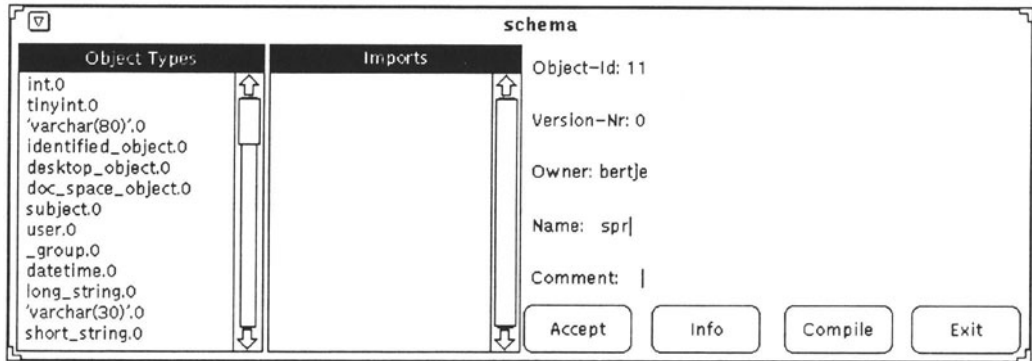 schema
Object Types
int.0
tinyint.0
'varchar(80)'.0
identified_object.0
desktop_object.0
doc_space_object.0
subject.0
user.0
_group.0
datetime.0
long_string.0
'varchar(30)'.0
short_string.0
Imports
Object-Id: 11
Version-Nr: 0
Owner: bertje
Name: spr
Comment:
Accept
Info
Compile
Exit